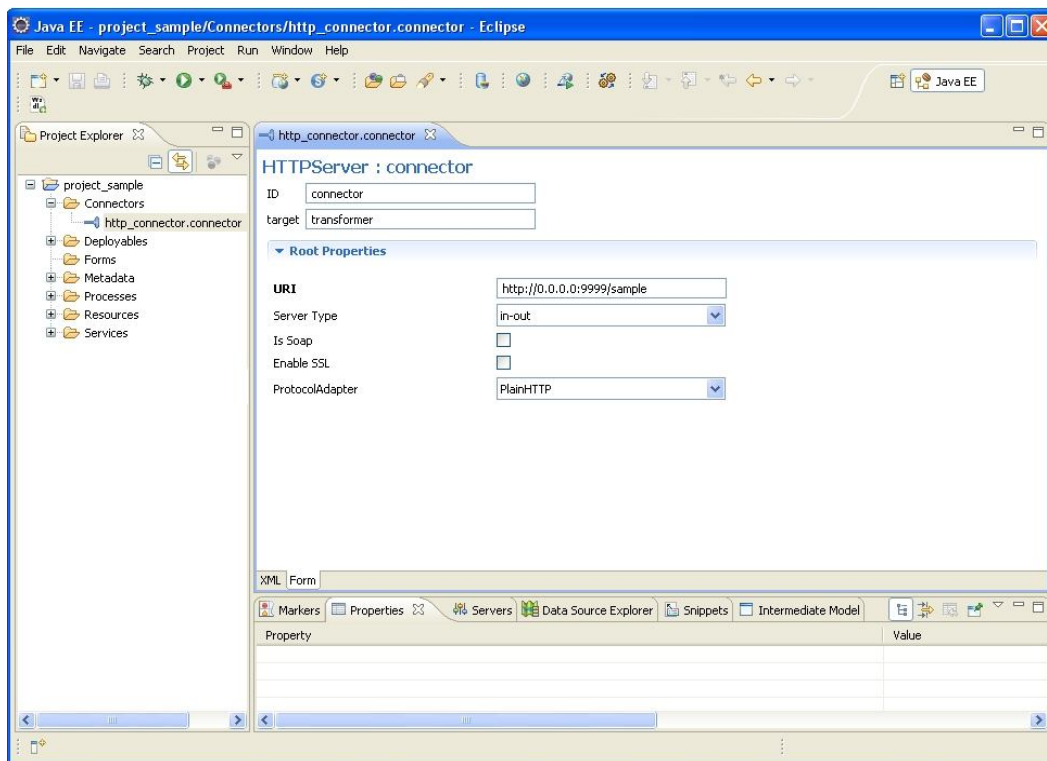 Java EE - project_sample/Connectors/http_connector.connector - Eclipse
File Edit Navigate Search Project Run Window Help
Java EE
Project Explorer
http_connector.connector
HTTPServer : connector
project_sample
Connectors
http_connector.connector
Deployables
Forms
Metadata
Processes
Resources
Services
ID connector
target transformer
Root Properties
URI http://0.0.0.0:9999/sample
Server Type in-out
Is Soap
Enable SSL
ProtocolAdapter PlainHTTP
XML Form
Markers Properties Servers Data Source Explorer Snippets Intermediate Model
Property Value